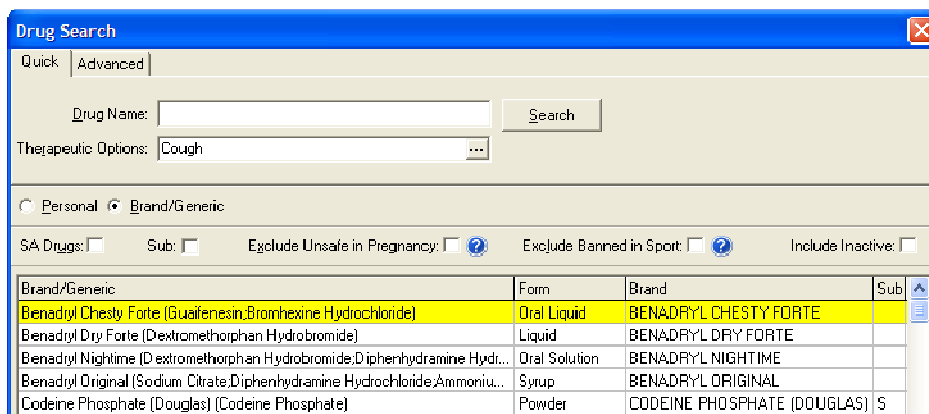 Drug Search
Quick Advanced
Drug Name: Search
Therapeutic Options: Cough ...
Personal Brand/Generic
SA Drugs: Sub: Exclude Unsafe in Pregnancy: ? Exclude Banned in Sport: ? Include Inactive:
Brand/Generic Form Brand Sub
Benadryl Chesty Forte (Guaifenesin;Bromhexine Hydrochloride) Oral Liquid BENADRYL CHESTY FORTE
Benadryl Dry Forte (Dextromethorphan Hydrobromide) Liquid BENADRYL DRY FORTE
Benadryl Nightime (Dextromethorphan Hydrobromide;Diphenhydramine Hydr... Oral Solution BENADRYL NIGHTIME
Benadryl Original (Sodium Citrate;Diphenhydramine Hydrochloride;Ammoniu... Syrup BENADRYL ORIGINAL
Codeine Phosphate (Douglas) (Codeine Phosphate) Powder CODEINE PHOSPHATE (DOUGLAS) S